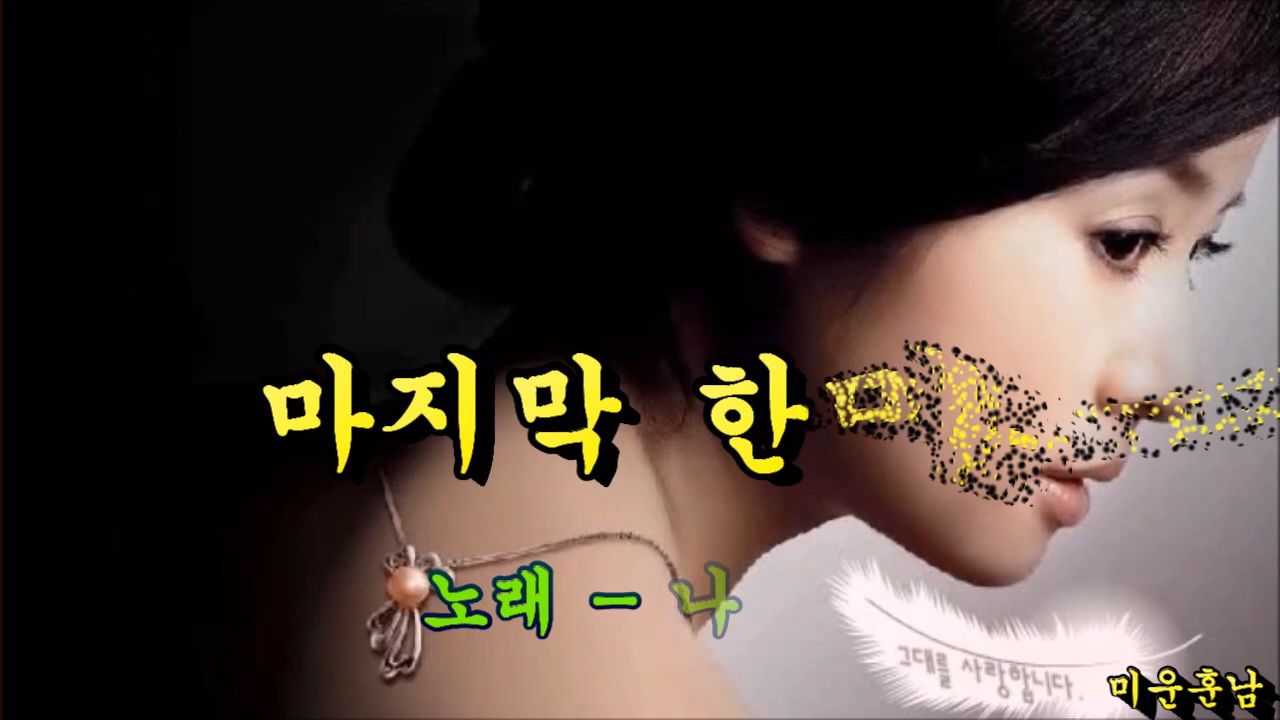 마지막 한
노래 - 나
그대를 사랑합니다.
미운훈남